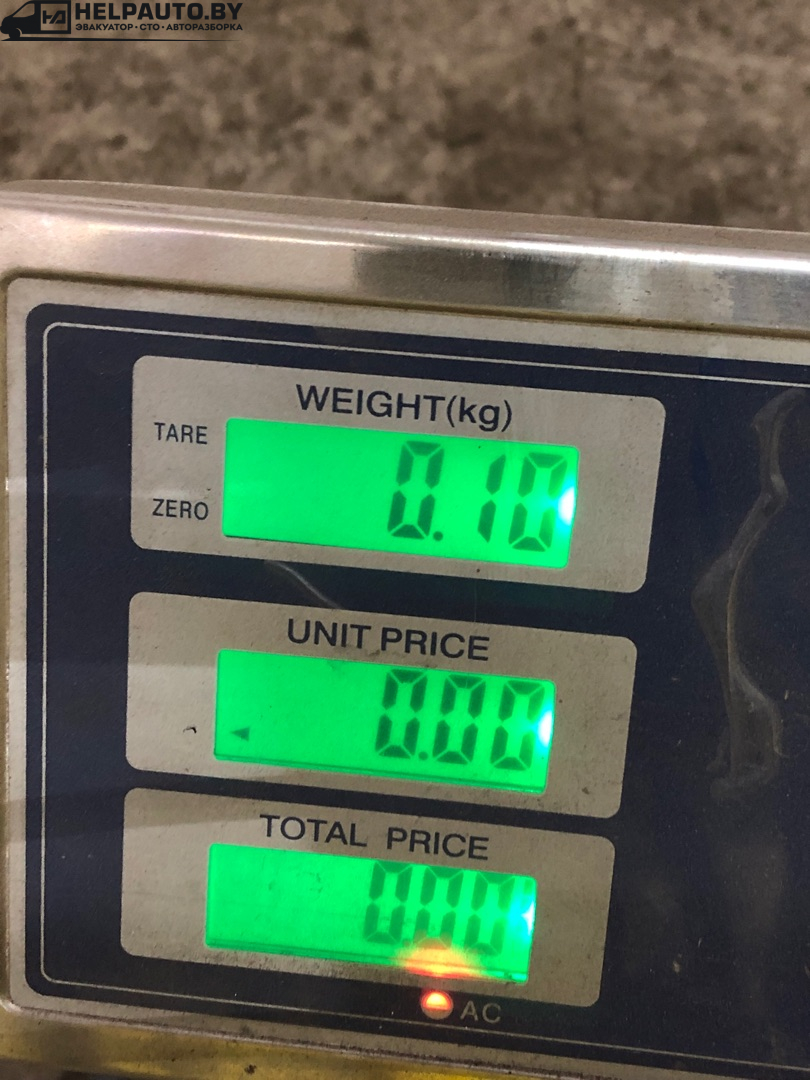 HELPAUTO.BY
ЭВАКУАТОР·СТО·АВТОРАЗБОРКА
WEIGHT(kg)
TARE
0.10
ZERO
UNIT PRICE
0.00
TOTAL PRICE
0.00
AC